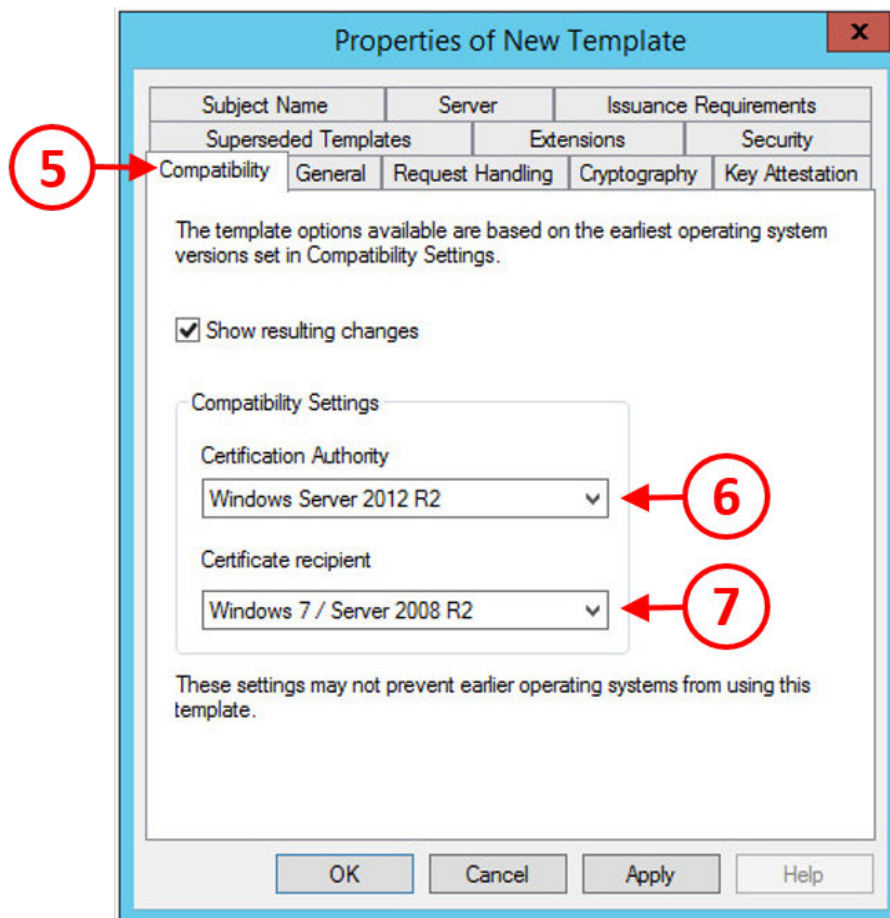 Properties of New Template
x
Subject Name Server Issuance Requirements
Superseded Templates Extensions Security
5
Compatibility General Request Handling Cryptography Key Attestation
The template options available are based on the earliest operating system
versions set in Compatibility Settings.
Show resulting changes
Compatibility Settings
Certification Authority
Windows Server 2012 R2
6
Certificate recipient
Windows 7 / Server 2008 R2
7
These settings may not prevent earlier operating systems from using this
template.
OK Cancel Apply Help